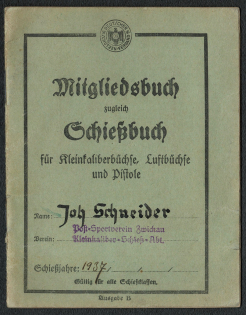 Mitgliedsbuch
zugleich
Schießbuch
für Kleinkaliberbüchse, Luftbüchse
und Pistole
Name: Joh Schneider
Post-Sportverein Zwickau
Verein: Kleinkaliber-Schieß-Abt.
Schießjahre: 1937, " "
Gültig für alle Schießklassen.
Ausgabe D.